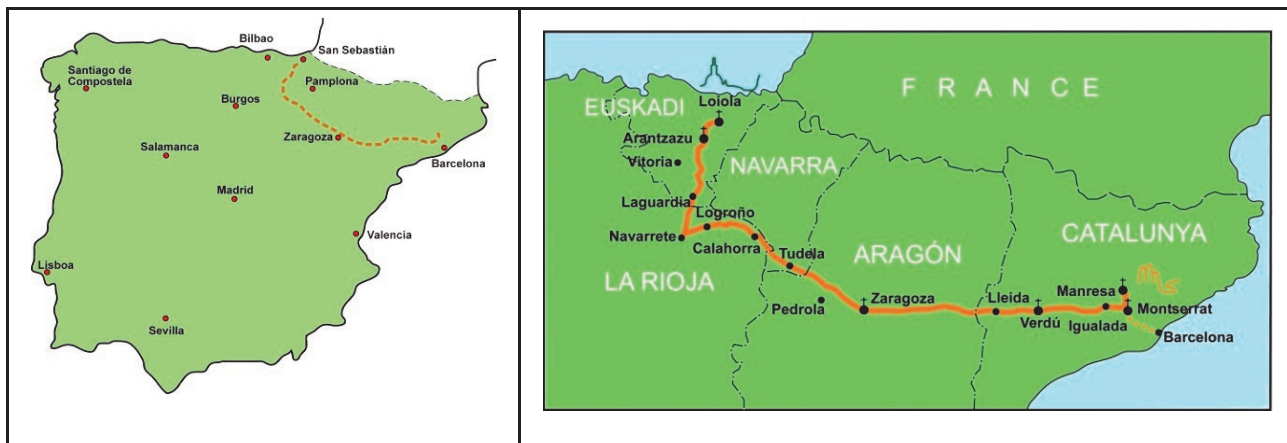 Bilbao
San Sebastián
Santiago de
Compostela
Pamplona
Burgos
Zaragoza
Salamanca
Barcelona
Madrid
Valencia
Lisboa
Sevilla
FRANCE
EUSKADI
Loiola
Arantzazu
Vitoria
NAVARRA
Laguardia
Logroño
Navarrete
Calahorra
Tudela
ARAGÓN
CATALUNYA
LA RIOJA
Pedrola
Zaragoza
Lleida
Manresa
Verdú
Igualada
Montserrat
Barcelona